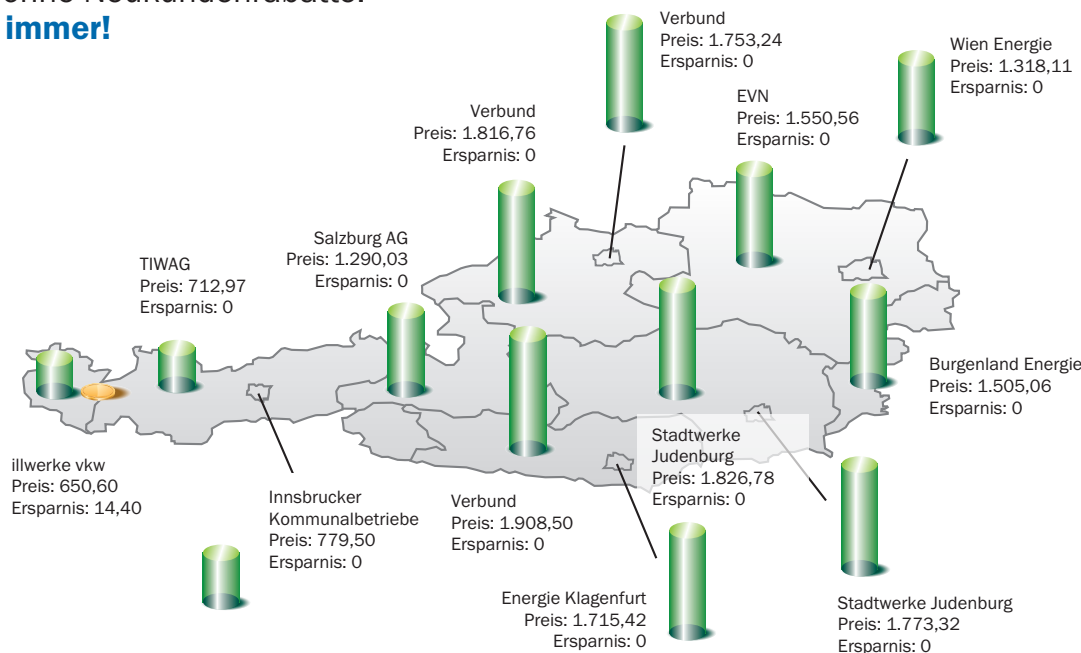 immer!
Verbund
Preis: 1.753,24
Ersparnis: 0
Wien Energie
Preis: 1.318,11
Ersparnis: 0
EVN
Preis: 1.550,56
Ersparnis: 0
Verbund
Preis: 1.816,76
Ersparnis: 0
Salzburg AG
Preis: 1.290,03
Ersparnis: 0
TIWAG
Preis: 712,97
Ersparnis: 0
Burgenland Energie
Preis: 1.505,06
Ersparnis: 0
illwerke vkw
Preis: 650,60
Ersparnis: 14,40
Innsbrucker
Kommunalbetriebe
Preis: 779,50
Ersparnis: 0
Verbund
Preis: 1.908,50
Ersparnis: 0
Stadtwerke
Judenburg
Preis: 1.826,78
Ersparnis: 0
Energie Klagenfurt
Preis: 1.715,42
Ersparnis: 0
Stadtwerke Judenburg
Preis: 1.773,32
Ersparnis: 0